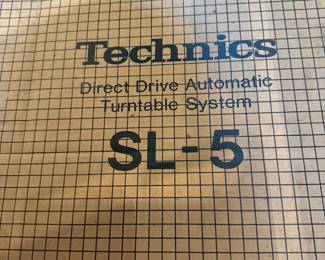 Technics
Direct Drive Automatic
Turntable System
SL-5